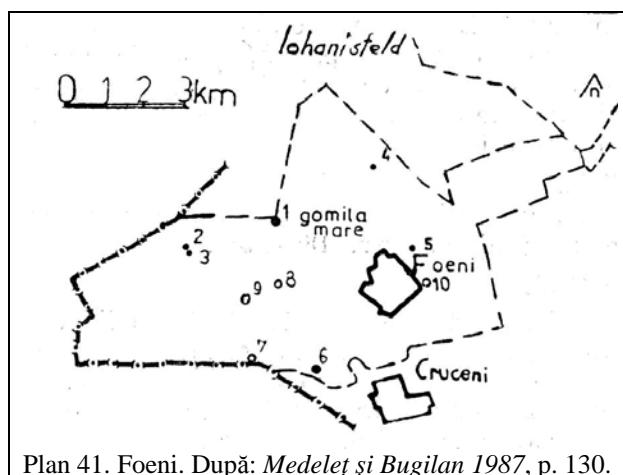 Iohanisfeld
0 1 2 3km
n
4
1 gomila
mare
2
3
5
Foeni
10
8
9
7
6
Cruceni
Plan 41. Foeni. După: Medeleț și Bugilan 1987, p. 130.